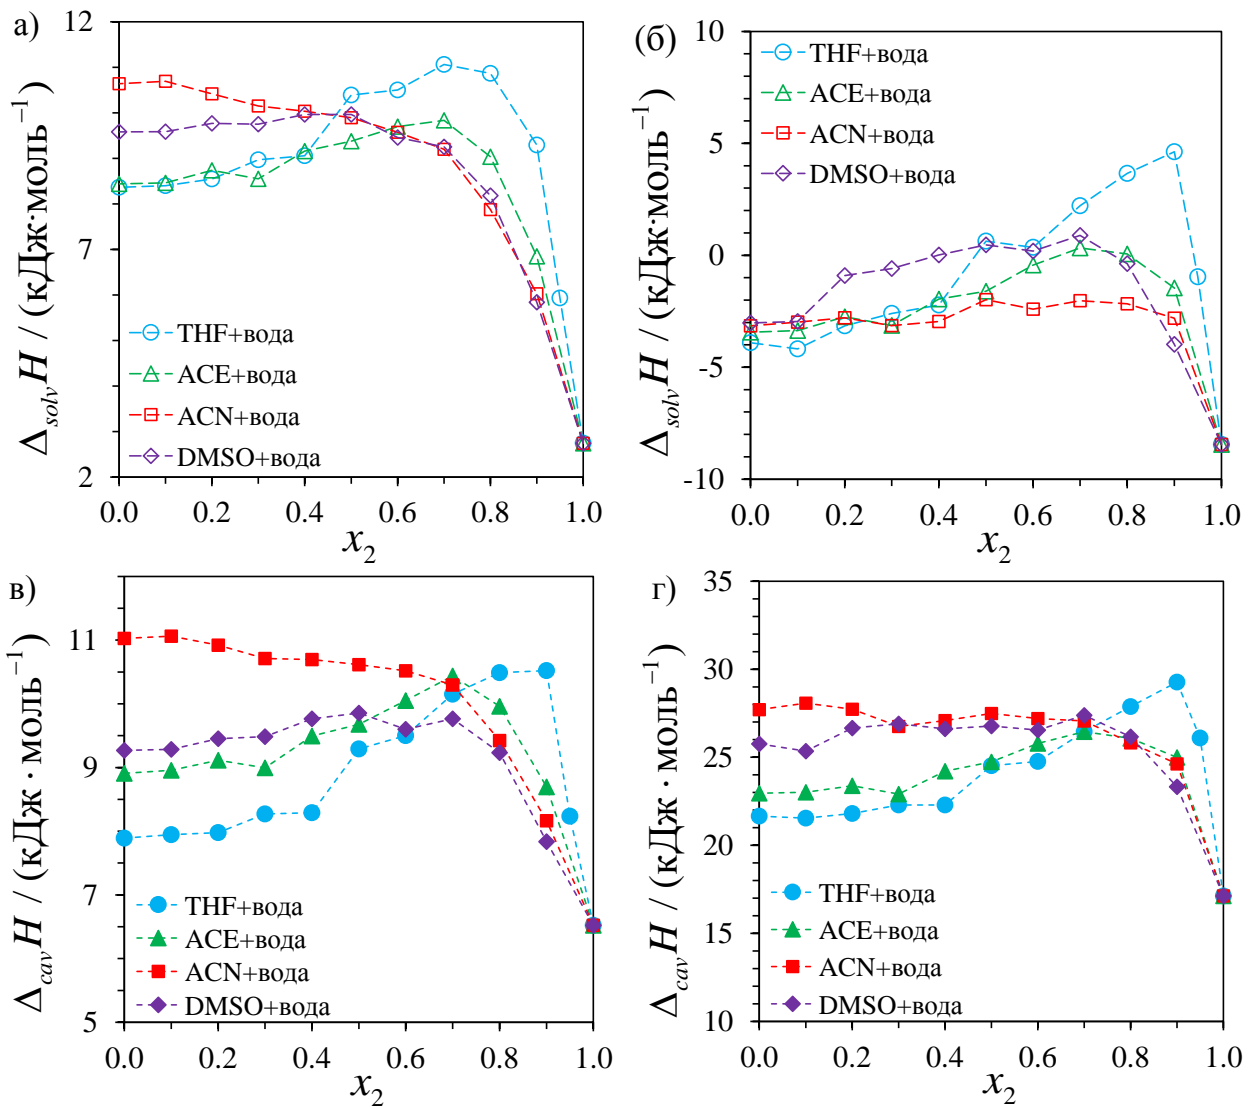 а)
12
7
2
Δsolv H / (кДж·моль⁻¹)
THF+вода
ACE+вода
ACN+вода
DMSO+вода
0.0 0.2 0.4 0.6 0.8 1.0
x₂
(б)
10
5
0
-5
-10
Δsolv H / (кДж·моль⁻¹)
THF+вода
ACE+вода
ACN+вода
DMSO+вода
0.0 0.2 0.4 0.6 0.8 1.0
x₂
в)
11
9
7
5
Δcav H / (кДж · моль⁻¹)
THF+вода
ACE+вода
ACN+вода
DMSO+вода
0.0 0.2 0.4 0.6 0.8 1.0
x₂
г)
35
30
25
20
15
10
Δcav H / (кДж · моль⁻¹)
THF+вода
ACE+вода
ACN+вода
DMSO+вода
0.0 0.2 0.4 0.6 0.8 1.0
x₂